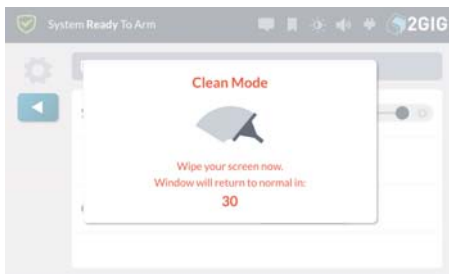 System Ready To Arm
2GIG
Clean Mode
Wipe your screen now.
Window will return to normal in:
30